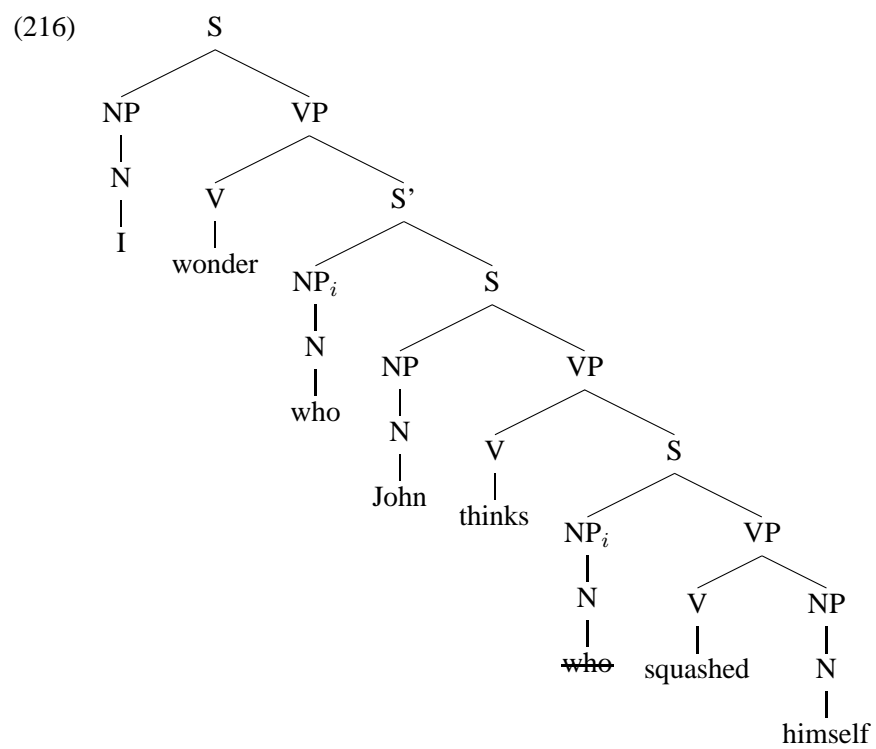 (216) S
NP VP
N V S’
I wonder NPi S
N NP VP
who N V S
John thinks NPi VP
N V NP
who squashed N
himself